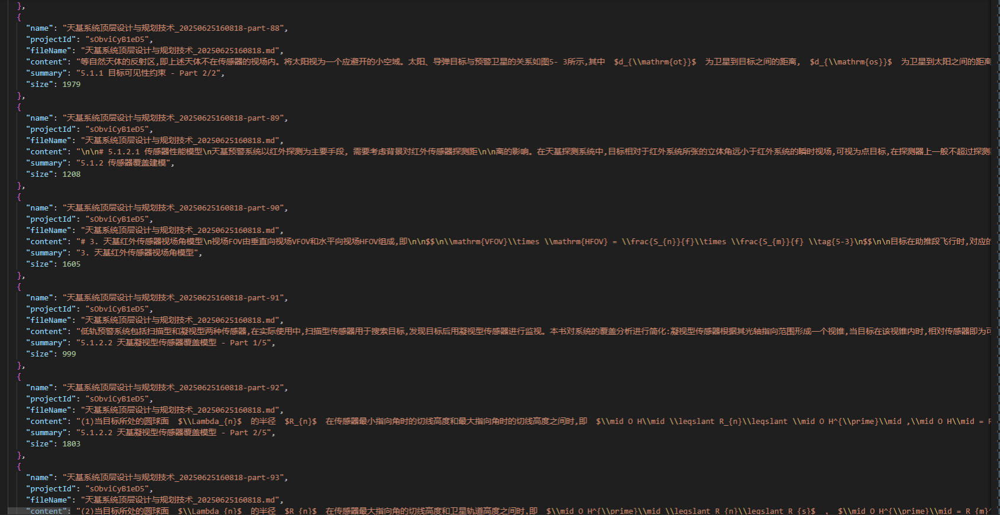 },
{
"name": "天基系统顶层设计与规划技术_20250625160818-part-88",
"projectId": "sObviCyB1eD5",
"fileName": "天基系统顶层设计与规划技术_20250625160818.md",
"content": "等自然天体的反射区,即上述天体不在传感器的视场内。将太阳视为一个应避开的小空域。太阳、导弹目标与预警卫星的关系如图5- 3所示,其中  $d_{\\mathrm{ot}}$  为卫星到目标之间的距离,  $d_{\\mathrm{os}}$  为卫星到太阳之间的距离
"summary": "5.1.1 目标可见性约束 - Part 2/2",
"size": 1979
},
{
"name": "天基系统顶层设计与规划技术_20250625160818-part-89",
"projectId": "sObviCyB1eD5",
"fileName": "天基系统顶层设计与规划技术_20250625160818.md",
"content": "\n\n# 5.1.2.1 传感器性能模型\n天基预警系统以红外探测为主要手段, 需要考虑背景对红外传感器探测距\n\n离的影响。在天基探测系统中,目标相对于红外系统所张的立体角远小于红外系统的瞬时视场,可视为点目标,在探测器上一般不超过探测
"summary": "5.1.2 传感器覆盖建模",
"size": 1208
},
{
"name": "天基系统顶层设计与规划技术_20250625160818-part-90",
"projectId": "sObviCyB1eD5",
"fileName": "天基系统顶层设计与规划技术_20250625160818.md",
"content": "# 3. 天基红外传感器视场角模型\n视场FOV由垂直向视场VFOV和水平向视场HFOV组成,即\n\n$$\n\\mathrm{VFOV}\\times \\mathrm{HFOV} = \\frac{S_{n}}{f}\\times \\frac{S_{m}}{f} \\tag{5-3}\n$$\n\n目标在助推段飞行时,对应的
"summary": "3. 天基红外传感器视场角模型",
"size": 1605
},
{
"name": "天基系统顶层设计与规划技术_20250625160818-part-91",
"projectId": "sObviCyB1eD5",
"fileName": "天基系统顶层设计与规划技术_20250625160818.md",
"content": "低轨预警系统包括扫描型和凝视型两种传感器,在实际使用中,扫描型传感器用于搜索目标,发现目标后用凝视型传感器进行监视。本书对系统的覆盖分析进行简化:凝视型传感器根据其光轴指向范围形成一个视锥,当目标在该视锥内时,相对传感器即为可
"summary": "5.1.2.2 天基凝视型传感器覆盖模型 - Part 1/5",
"size": 999
},
{
"name": "天基系统顶层设计与规划技术_20250625160818-part-92",
"projectId": "sObviCyB1eD5",
"fileName": "天基系统顶层设计与规划技术_20250625160818.md",
"content": "(1)当目标所处的圆球面  $\\Lambda_{n}$  的半径  $R_{n}$  在传感器最小指向角时的切线高度和最大指向角时的切线高度之间时,即  $\\mid O H\\mid \\leqslant R_{n}\\leqslant \\mid O H^{\\prime}\\mid ,\\mid O H\\mid = R
"summary": "5.1.2.2 天基凝视型传感器覆盖模型 - Part 2/5",
"size": 1803
},
{
"name": "天基系统顶层设计与规划技术_20250625160818-part-93",
"projectId": "sObviCyB1eD5",
"fileName": "天基系统顶层设计与规划技术_20250625160818.md",
"content": "(2)当目标所处的圆球面  $\\Lambda_{n}$  的半径  $R_{n}$  在传感器最大指向角的切线高度和卫星轨道高度之间时,即  $\\mid O H^{\\prime}\\mid \\leqslant R_{n}\\leqslant R_{s}$  ,  $\\mid O H^{\\prime}\\mid = R_{m}